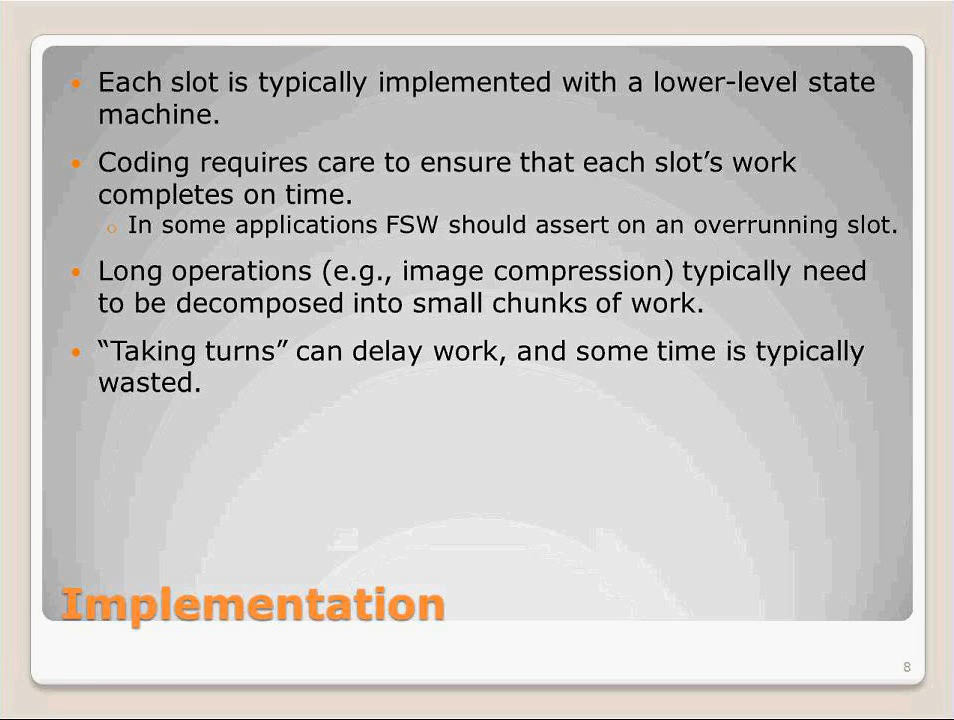 Each slot is typically implemented with a lower-level state
machine.
Coding requires care to ensure that each slot’s work
completes on time.
In some applications FSW should assert on an overrunning slot.
Long operations (e.g., image compression) typically need
to be decomposed into small chunks of work.
“Taking turns” can delay work, and some time is typically
wasted.
Implementation
8